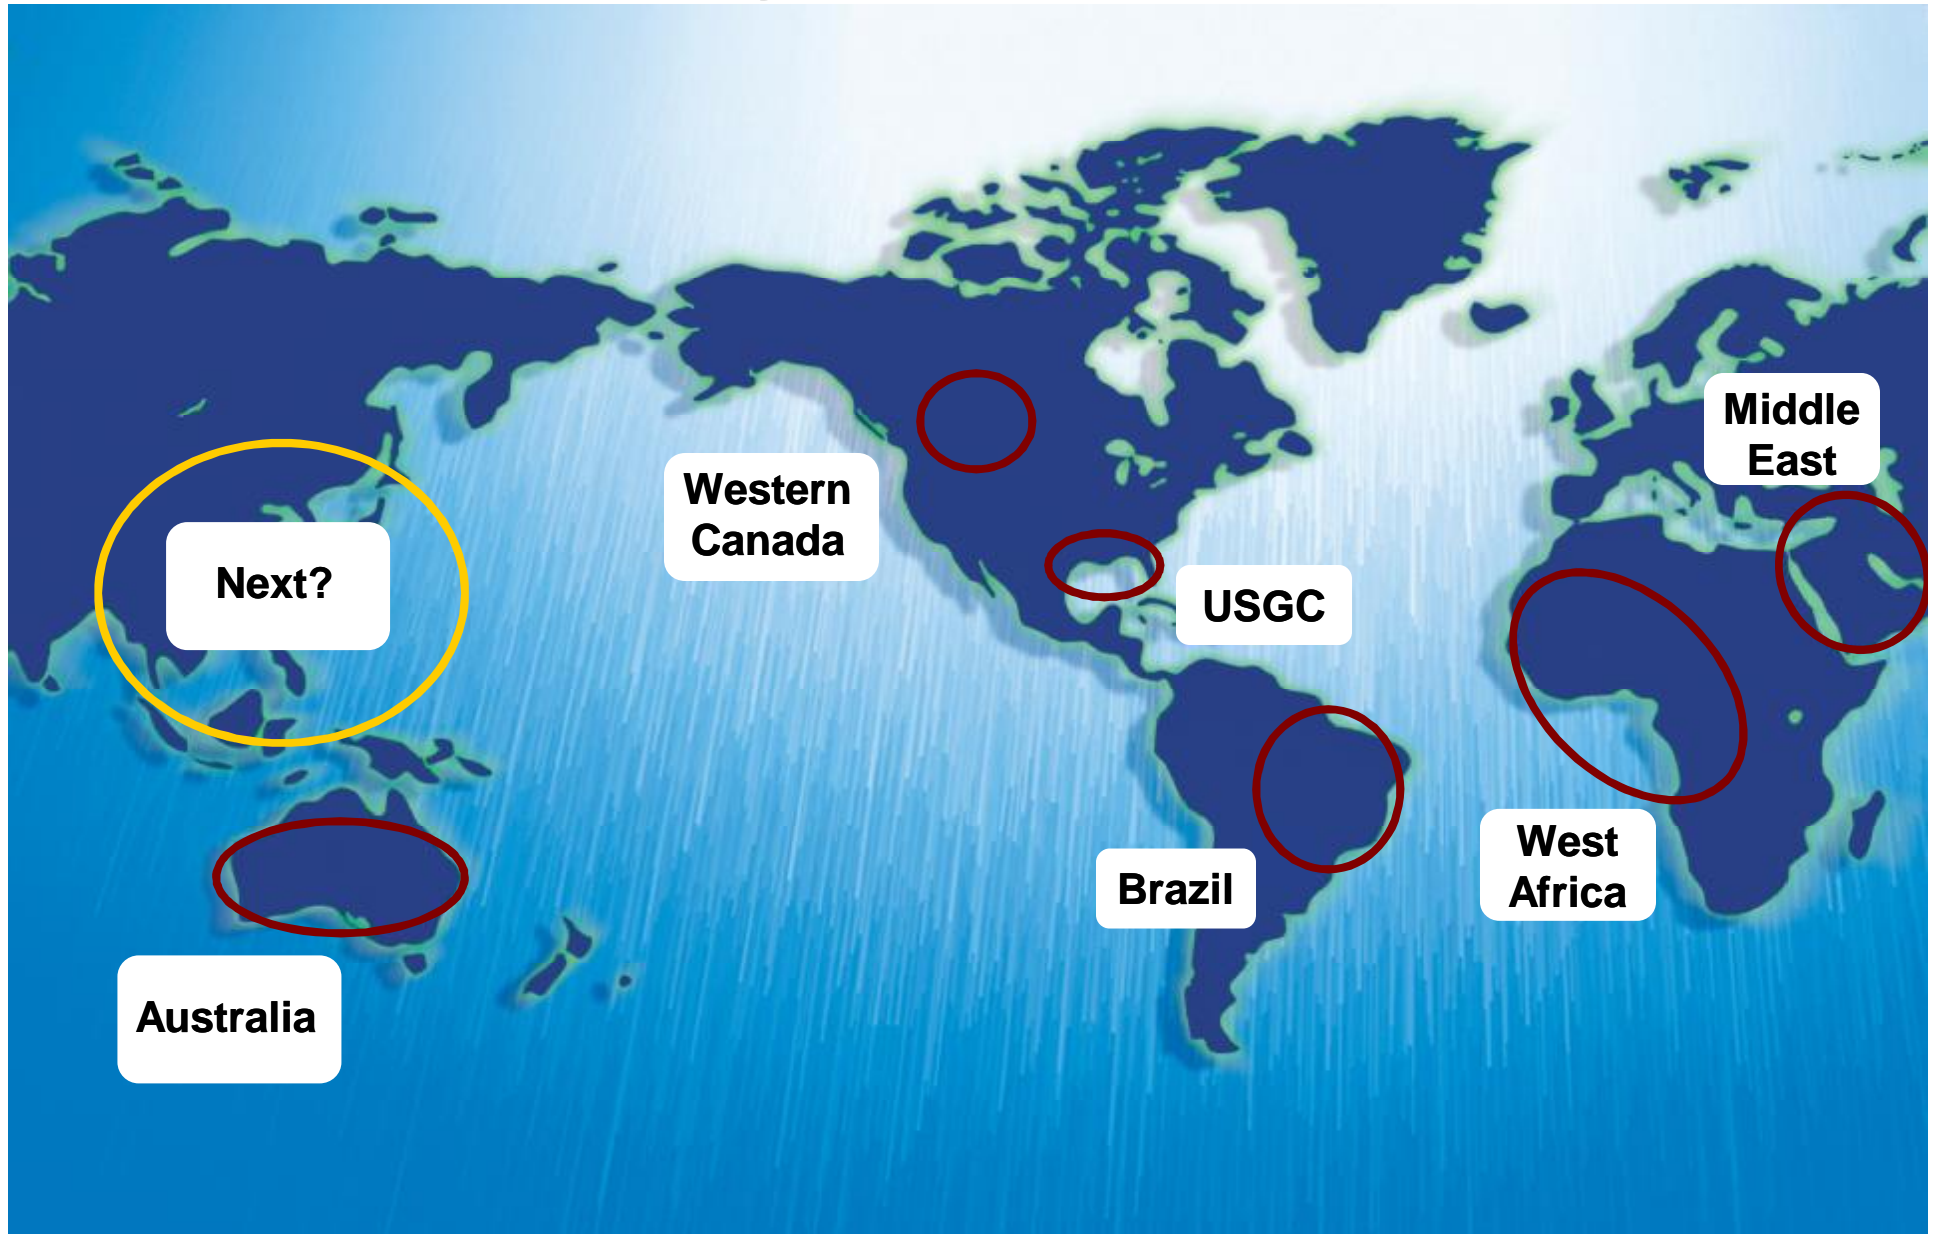 Middle
East
Western
Canada
Next?
USGC
West
Africa
Brazil
Australia